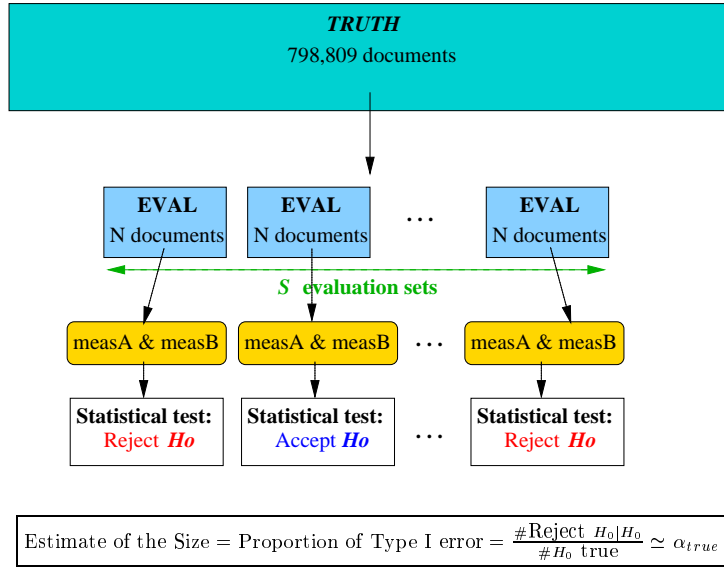 TRUTH
798,809 documents
EVAL EVAL ... EVAL
N documents N documents N documents
S evaluation sets
measA & measB measA & measB ... measA & measB
Statistical test: Statistical test: Statistical test:
Reject Ho Accept Ho ... Reject Ho
Estimate of the Size = Proportion of Type I error = #Reject H₀|H₀ / #H₀ true ≃ α_true